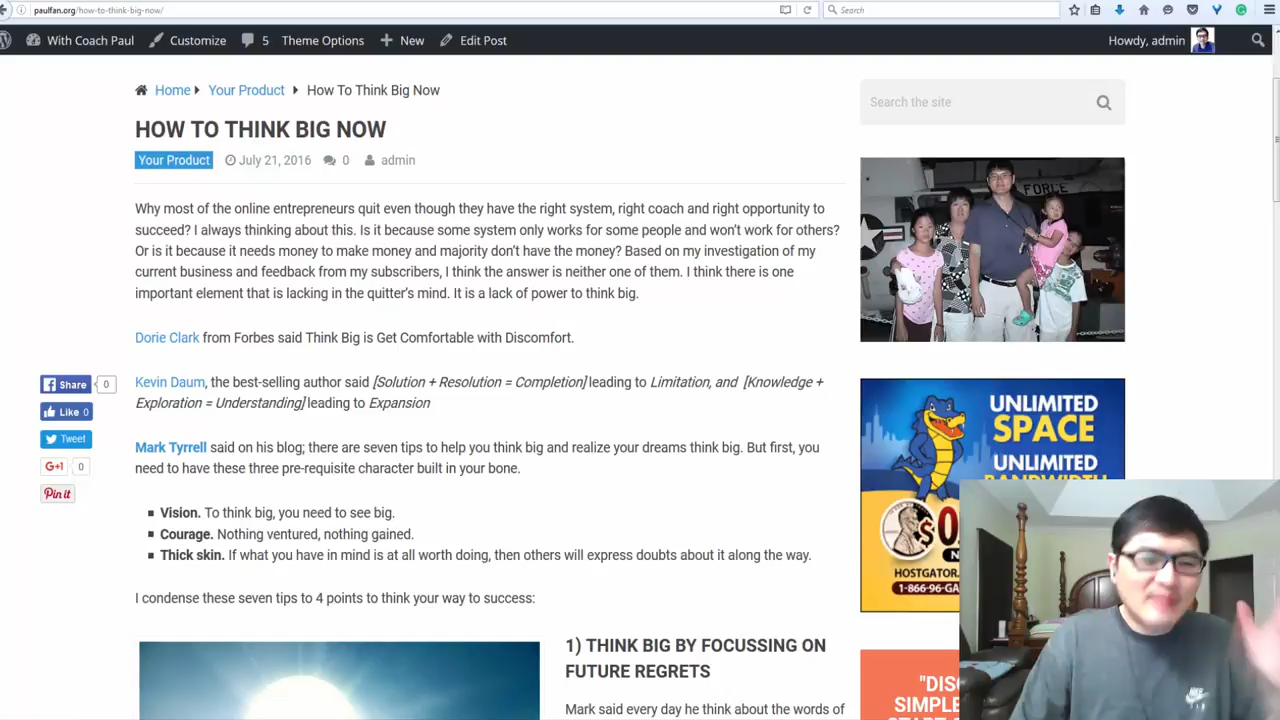 paulfan.org/how-to-think-big-now/
Search
With Coach Paul
Customize
5
Theme Options
New
Edit Post
Howdy, admin
Home
Your Product
How To Think Big Now
Search the site
HOW TO THINK BIG NOW
Your Product
July 21, 2016
0
admin
Why most of the online entrepreneurs quit even though they have the right system, right coach and right opportunity to
succeed? I always thinking about this. Is it because some system only works for some people and won't work for others?
Or is it because it needs money to make money and majority don't have the money? Based on my investigation of my
current business and feedback from my subscribers, I think the answer is neither one of them. I think there is one
important element that is lacking in the quitter's mind. It is a lack of power to think big.
Dorie Clark from Forbes said Think Big is Get Comfortable with Discomfort.
Kevin Daum, the best-selling author said [Solution + Resolution = Completion] leading to Limitation, and [Knowledge +
Exploration = Understanding] leading to Expansion
Mark Tyrrell said on his blog; there are seven tips to help you think big and realize your dreams think big. But first, you
need to have these three pre-requisite character built in your bone.
Vision. To think big, you need to see big.
Courage. Nothing ventured, nothing gained.
Thick skin. If what you have in mind is at all worth doing, then others will express doubts about it along the way.
I condense these seven tips to 4 points to think your way to success:
1) THINK BIG BY FOCUSSING ON
FUTURE REGRETS
Mark said every day he think about the words of
Share
0
Like 0
Tweet
G+1
0
Pin it
FORCE
UNLIMITED
SPACE
UNLIMITED
BANDWIDTH
$0
HOSTGATOR
1-866-96-GA
"DIS
SIMPLE
START